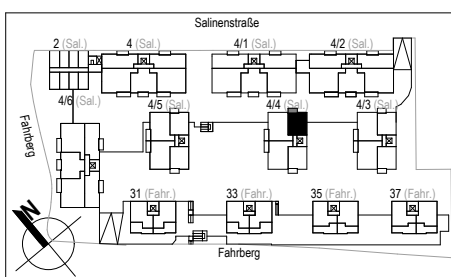 Salinenstraße
2 (Sal.) 4 (Sal.) 4/1 (Sal.) 4/2 (Sal.)
4/6 (Sal.) 4/5 (Sal.) 4/4 (Sal.) 4/3 (Sal.)
Fahrberg
31 (Fahr.) 33 (Fahr.) 35 (Fahr.) 37 (Fahr.)
N
Fahrberg